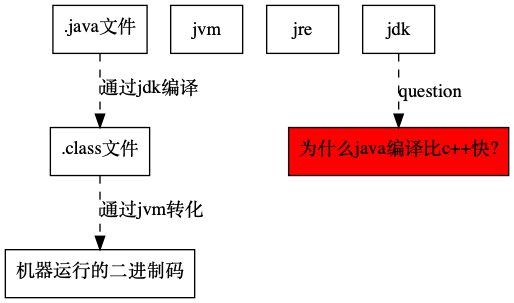 .java文件
jvm
jre
jdk
通过jdk编译
question
.class文件
为什么java编译比c++快?
通过jvm转化
机器运行的二进制码